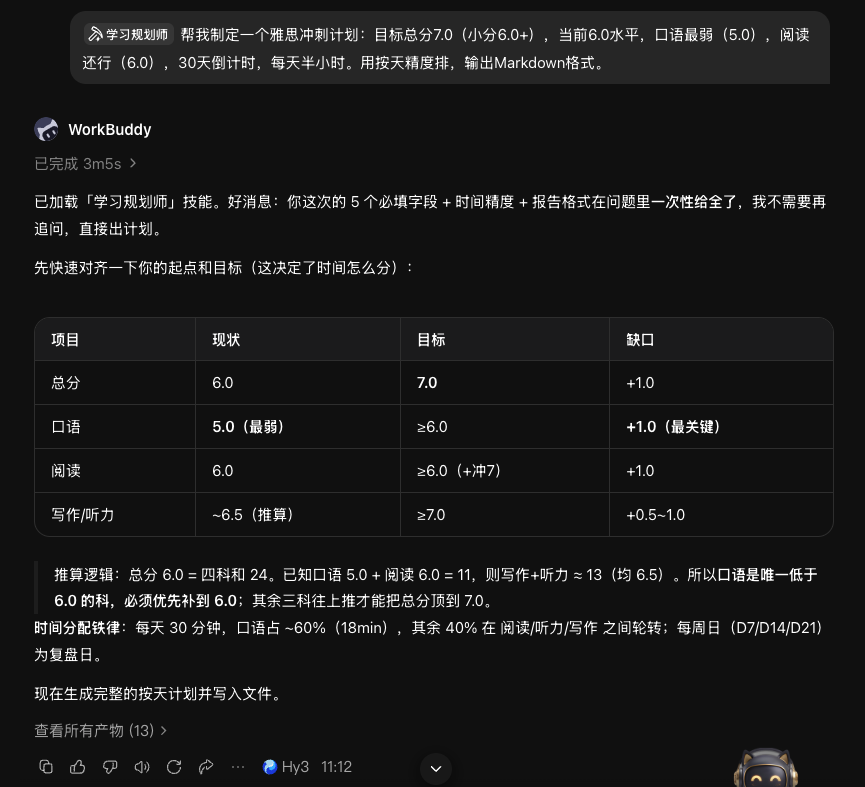 学习规划师 帮我制定一个雅思冲刺计划：目标总分7.0（小分6.0+），当前6.0水平，口语最弱（5.0），阅读
还行（6.0），30天倒计时，每天半小时。用按天精度排，输出Markdown格式。
WorkBuddy
已完成 3m5s
已加载「学习规划师」技能。好消息：你这次的 5 个必填字段 + 时间精度 + 报告格式在问题里一次性给全了，我不需要再
追问，直接出计划。
先快速对齐一下你的起点和目标（这决定了时间怎么分）：
项目 现状 目标 缺口
总分 6.0 7.0 +1.0
口语 5.0（最弱） ≥6.0 +1.0（最关键）
阅读 6.0 ≥6.0（+冲7） +1.0
写作/听力 ~6.5（推算） ≥7.0 +0.5~1.0
推算逻辑：总分 6.0 = 四科和 24。已知口语 5.0 + 阅读 6.0 = 11，则写作+听力 ≈ 13（均 6.5）。所以口语是唯一低于
6.0 的科，必须优先补到 6.0；其余三科往上推才能把总分顶到 7.0。
时间分配铁律：每天 30 分钟，口语占 ~60%（18min），其余 40% 在 阅读/听力/写作 之间轮转；每周日（D7/D14/D21）
为复盘日。
现在生成完整的按天计划并写入文件。
查看所有产物 (13)
Hy3 11:12